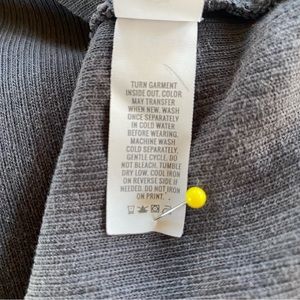 TURN GARMENT
INSIDE OUT. COLOR
MAY TRANSFER
WHEN NEW. WASH
ONCE SEPARATELY
IN COLD WATER
BEFORE WEARING.
MACHINE WASH
COLD SEPARATELY,
GENTLE CYCLE. DO
NOT BLEACH. TUMBLE
DRY LOW. COOL IRON
ON REVERSE SIDE IF
NEEDED. DO NOT IRON
ON PRINT.